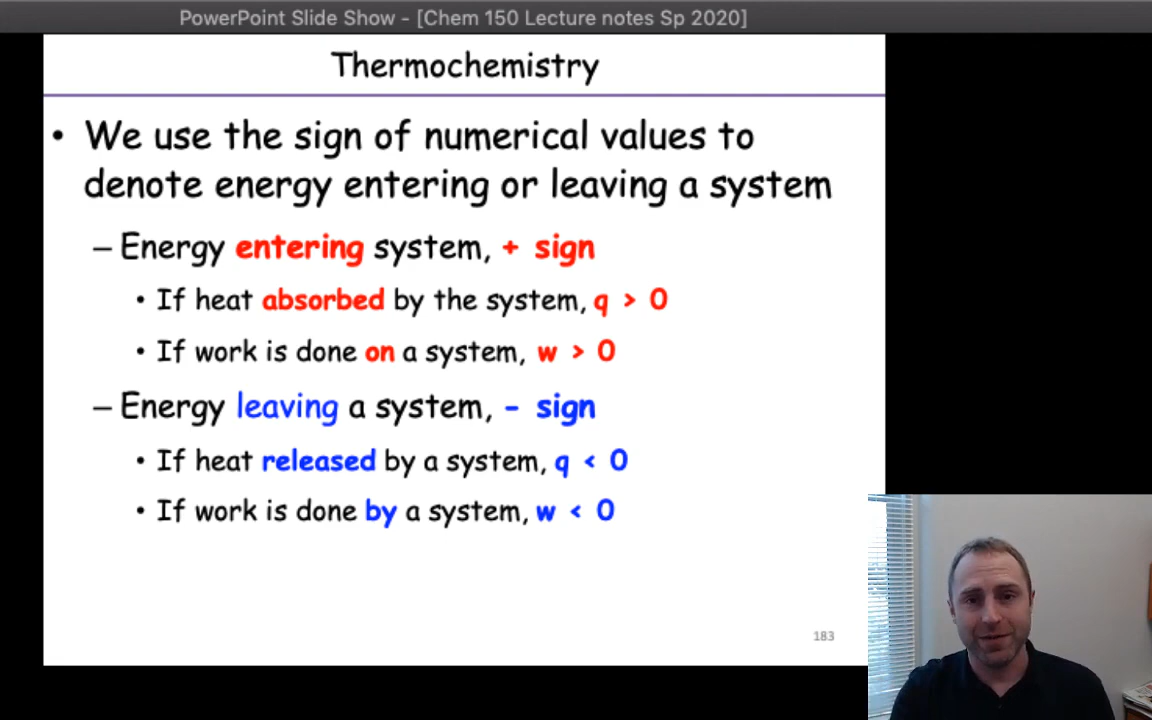 PowerPoint Slide Show - [Chem 150 Lecture notes Sp 2020]
Thermochemistry
• We use the sign of numerical values to
denote energy entering or leaving a system
– Energy entering system, + sign
• If heat absorbed by the system, q > 0
• If work is done on a system, w > 0
– Energy leaving a system, - sign
• If heat released by a system, q < 0
• If work is done by a system, w < 0
183